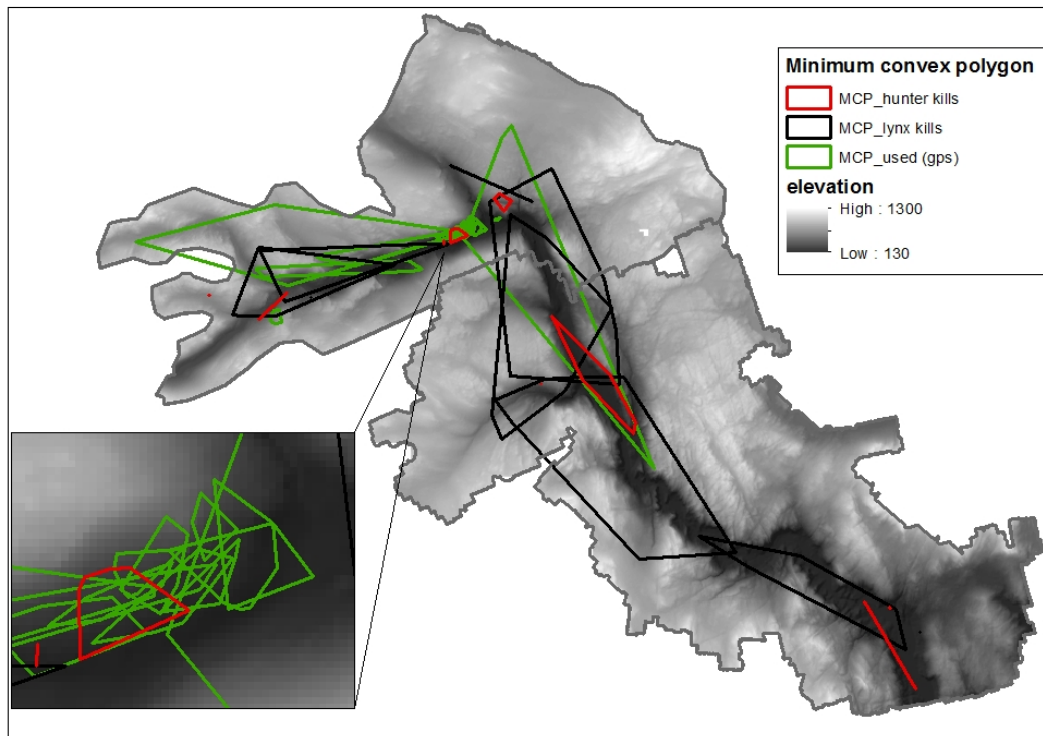 Minimum convex polygon
MCP_hunter kills
MCP_lynx kills
MCP_used (gps)
elevation
High : 1300
Low : 130